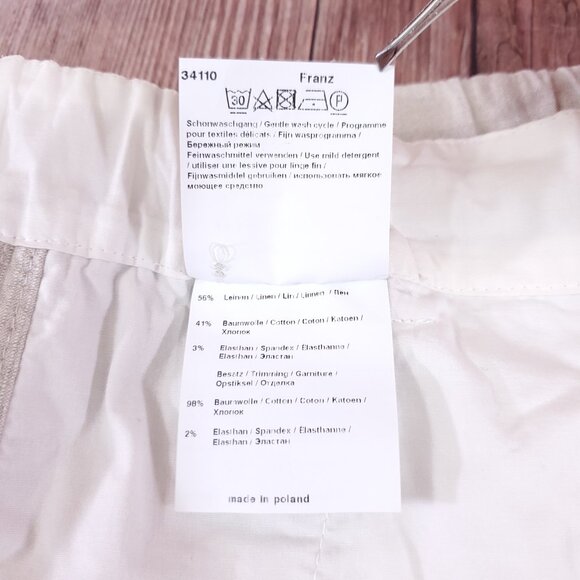 34110 Franz
30 P
Schonwaschgang / Gentle wash cycle / Programme
pour textiles délicats / Fijn wasprogramma /
Бережный режим
Feinwaschmittel verwenden / Use mild detergent
/ utiliser une lessive pour linge fin /
Fijnwasmiddel gebruiken / использовать мягкое
моющее средство
56% Leinen / Linen / Lin / Linnen / Лен
41% Baumwolle / Cotton / Coton / Katoen /
Хлопок
3% Elasthan / Spandex / Élasthanne /
Elasthan / Эластан
Besatz / Trimming / Garniture /
Opstiksel / Отделка
98% Baumwolle / Cotton / Coton / Katoen /
Хлопок
2% Elasthan / Spandex / Élasthanne /
Elasthan / Эластан
made in poland